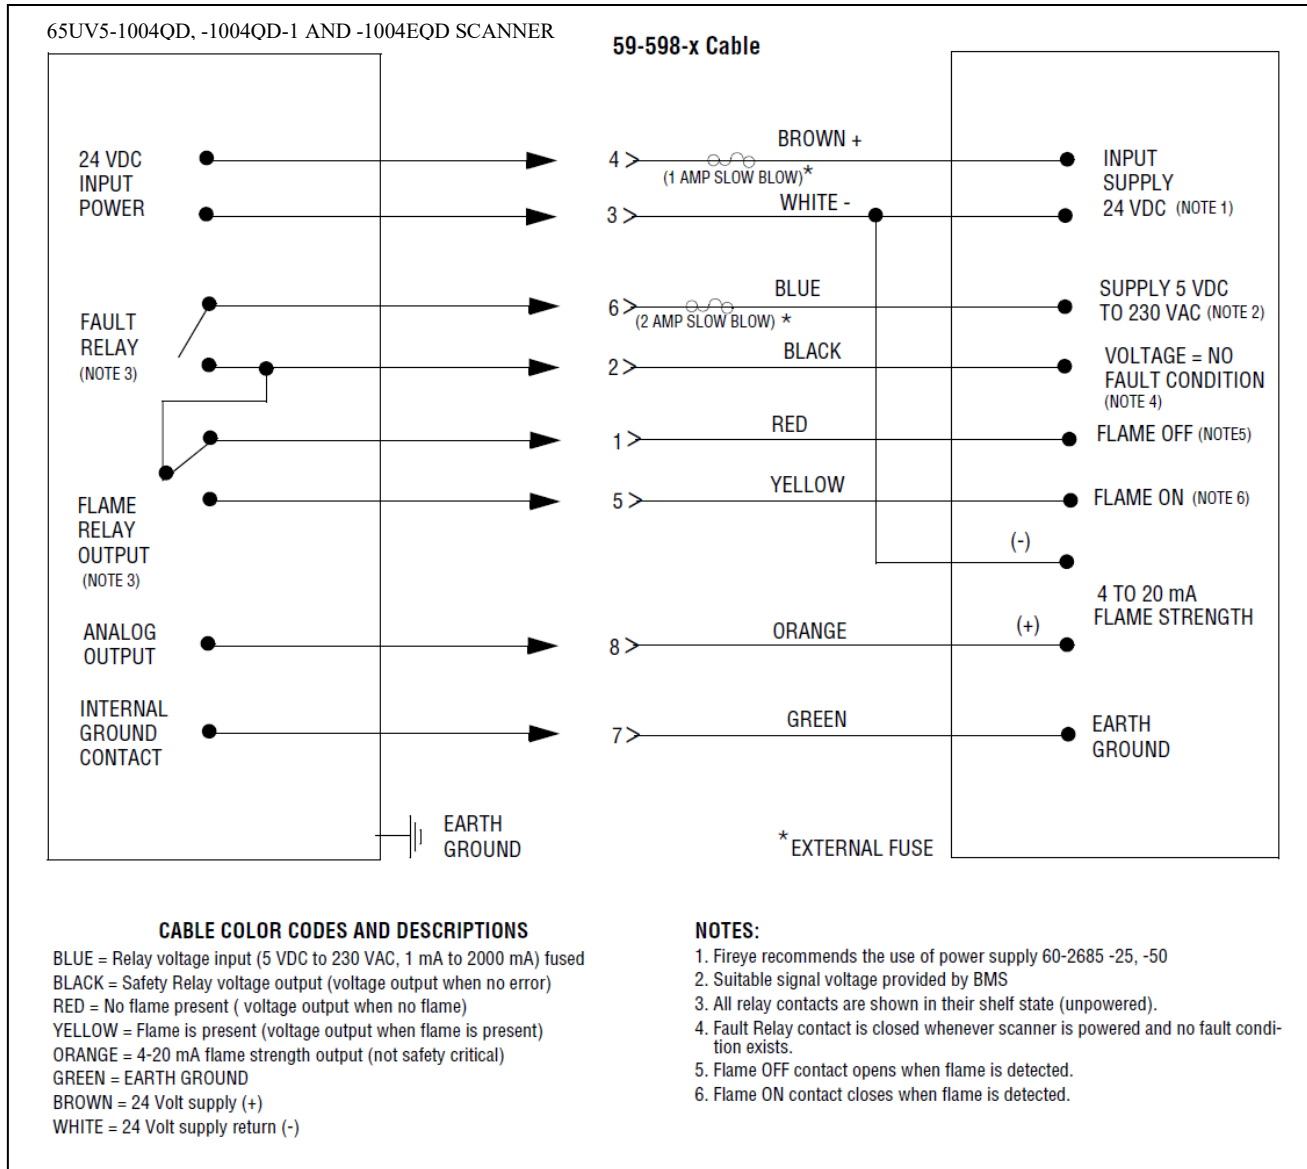 65UV5-1004QD, -1004QD-1 AND -1004EQD SCANNER
59-598-x Cable
24 VDC
INPUT
POWER
4
BROWN +
(1 AMP SLOW BLOW)*
3
WHITE -
INPUT
SUPPLY
24 VDC (NOTE 1)
FAULT
RELAY
(NOTE 3)
6
BLUE
(2 AMP SLOW BLOW) *
2
BLACK
SUPPLY 5 VDC
TO 230 VAC (NOTE 2)
VOLTAGE = NO
FAULT CONDITION
(NOTE 4)
1
RED
FLAME OFF (NOTE5)
FLAME
RELAY
OUTPUT
(NOTE 3)
5
YELLOW
FLAME ON (NOTE 6)
(-)
4 TO 20 mA
FLAME STRENGTH
(+)
ANALOG
OUTPUT
8
ORANGE
INTERNAL
GROUND
CONTACT
7
GREEN
EARTH
GROUND
EARTH
GROUND
*EXTERNAL FUSE
CABLE COLOR CODES AND DESCRIPTIONS
BLUE = Relay voltage input (5 VDC to 230 VAC, 1 mA to 2000 mA) fused
BLACK = Safety Relay voltage output (voltage output when no error)
RED = No flame present ( voltage output when no flame)
YELLOW = Flame is present (voltage output when flame is present)
ORANGE = 4-20 mA flame strength output (not safety critical)
GREEN = EARTH GROUND
BROWN = 24 Volt supply (+)
WHITE = 24 Volt supply return (-)
NOTES:
1. Fireye recommends the use of power supply 60-2685 -25, -50
2. Suitable signal voltage provided by BMS
3. All relay contacts are shown in their shelf state (unpowered).
4. Fault Relay contact is closed whenever scanner is powered and no fault condi-
tion exists.
5. Flame OFF contact opens when flame is detected.
6. Flame ON contact closes when flame is detected.